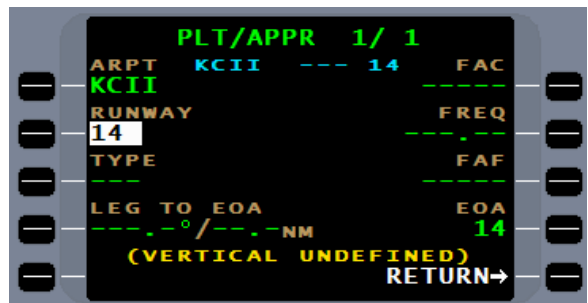 PLT/APPR 1/ 1
ARPT KCII --- 14 FAC
KCII -----
RUNWAY FREQ
14 ---.--
TYPE FAF
--- -----
LEG TO EOA EOA
---.-°/--.-NM 14
(VERTICAL UNDEFINED)
RETURN→